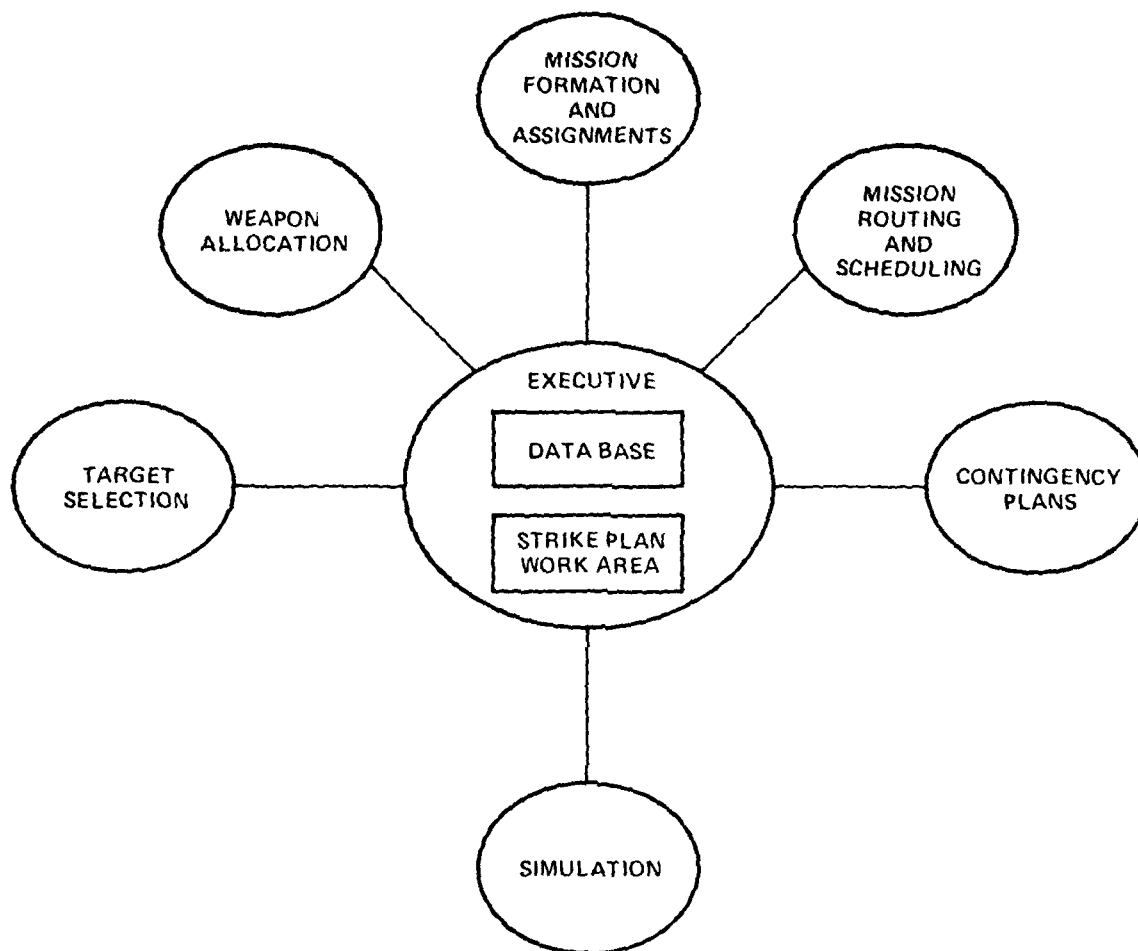 MISSION
FORMATION
AND
ASSIGNMENTS
WEAPON
ALLOCATION
MISSION
ROUTING
AND
SCHEDULING
EXECUTIVE
DATA BASE
STRIKE PLAN
WORK AREA
TARGET
SELECTION
CONTINGENCY
PLANS
SIMULATION